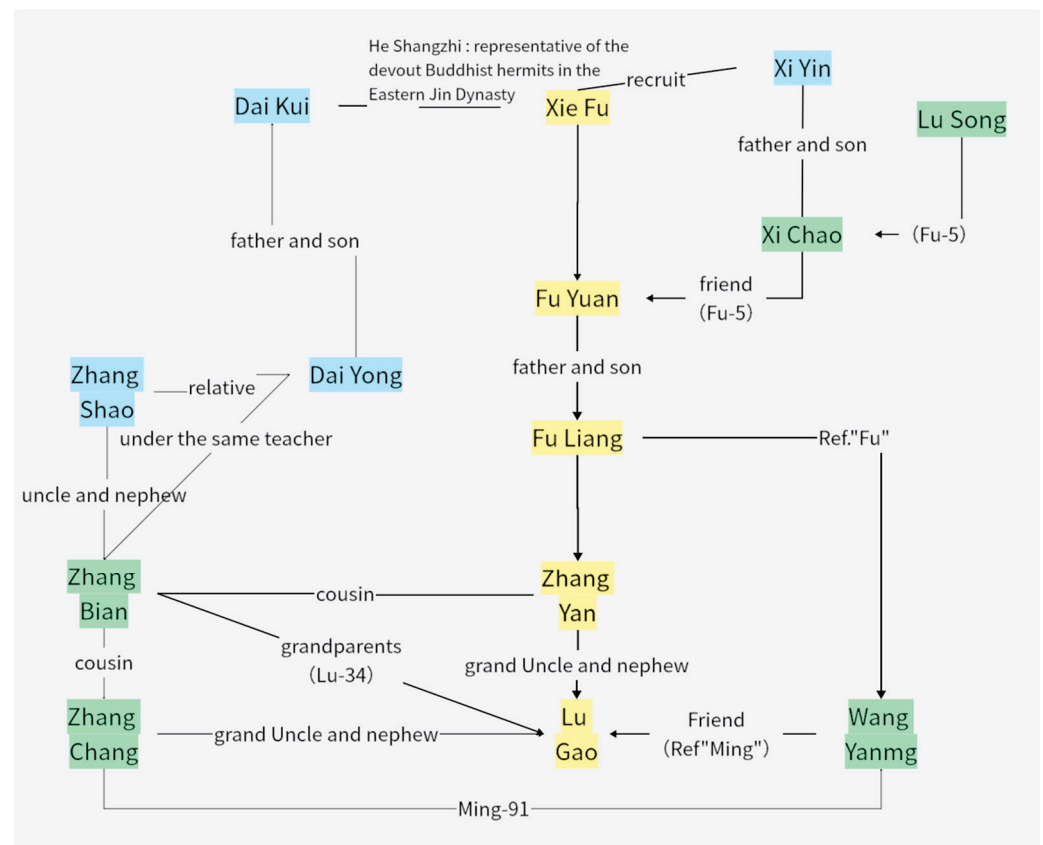 He Shangzhi : representative of the
devout Buddhist hermits in the
Eastern Jin Dynasty
recruit
Xi Yin
Dai Kui
Xie Fu
Lu Song
father and son
father and son
Xi Chao
(Fu-5)
Fu Yuan
friend
(Fu-5)
father and son
Zhang
Shao
relative
Dai Yong
under the same teacher
Fu Liang
Ref."Fu"
uncle and nephew
Zhang
Bian
cousin
Zhang
Yan
cousin
grandparents
(Lu-34)
grand Uncle and nephew
Zhang
Chang
grand Uncle and nephew
Lu
Gao
Friend
(Ref"Ming")
Wang
Yanmg
Ming-91